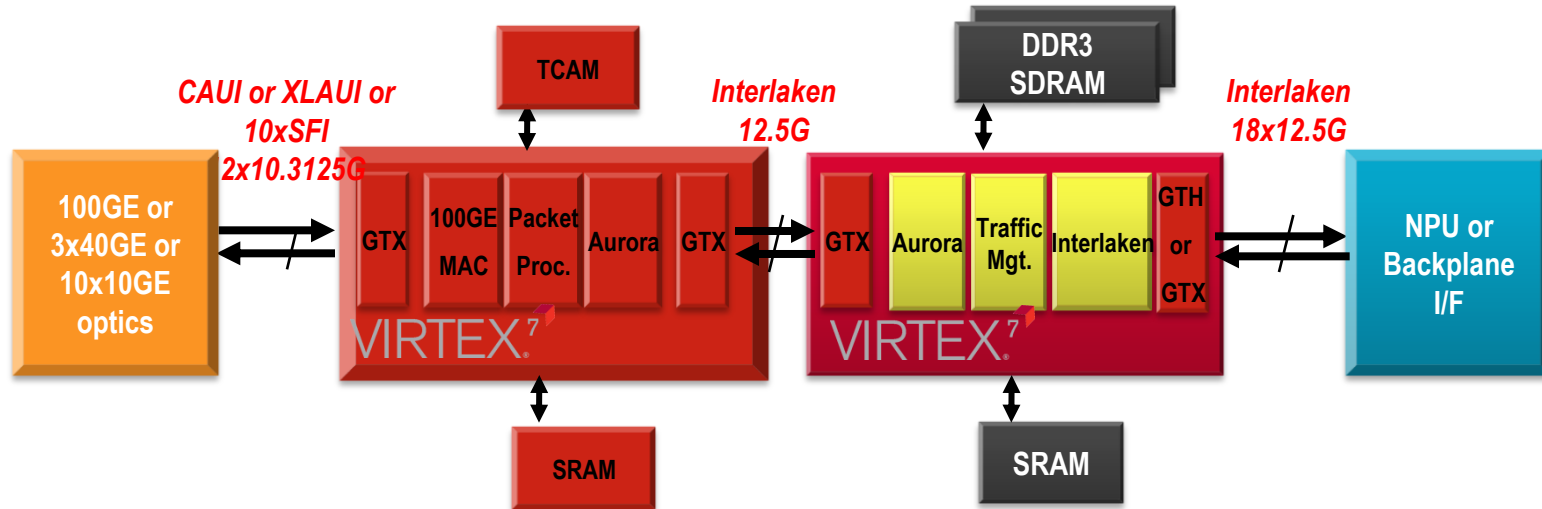 TCAM
DDR3
SDRAM
CAUI or XLAUI or
10xSFI
2x10.3125G
Interlaken
12.5G
Interlaken
18x12.5G
100GE or
3x40GE or
10x10GE
optics
GTX
100GE
MAC
Packet
Proc.
Aurora
GTX
VIRTEX® 7
GTX
Aurora
Traffic
Mgt.
Interlaken
GTH
or
GTX
VIRTEX® 7
NPU or
Backplane
I/F
SRAM
SRAM